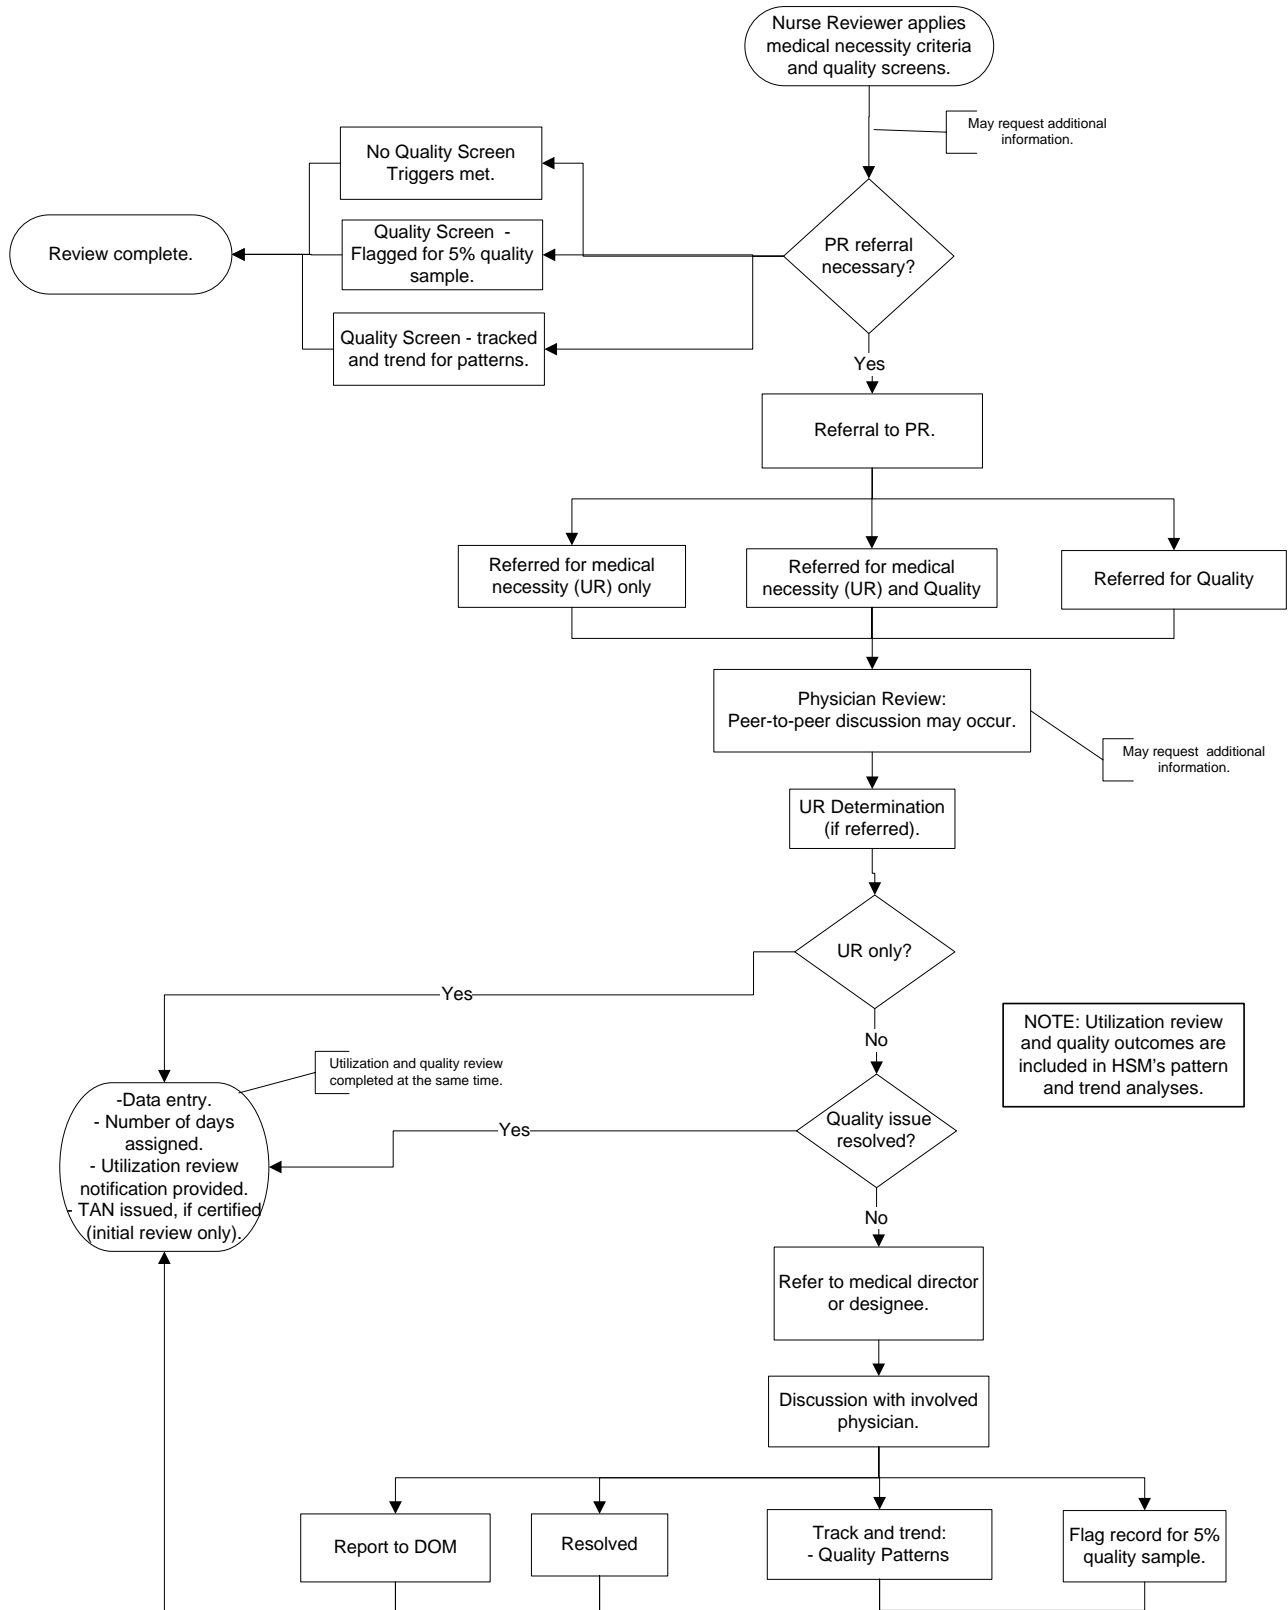 Nurse Reviewer applies
medical necessity criteria
and quality screens.
May request additional
information.
No Quality Screen
Triggers met.
Review complete.
Quality Screen -
Flagged for 5% quality
sample.
PR referral
necessary?
Quality Screen - tracked
and trend for patterns.
Yes
Referral to PR.
Referred for medical
necessity (UR) only
Referred for medical
necessity (UR) and Quality
Referred for Quality
Physician Review:
Peer-to-peer discussion may occur.
May request additional
information.
UR Determination
(if referred).
UR only?
Yes
No
NOTE: Utilization review
and quality outcomes are
included in HSM's pattern
and trend analyses.
Utilization and quality review
completed at the same time.
-Data entry.
- Number of days
assigned.
- Utilization review
notification provided.
- TAN issued, if certified
(initial review only).
Quality issue
resolved?
Yes
No
Refer to medical director
or designee.
Discussion with involved
physician.
Report to DOM
Resolved
Track and trend:
- Quality Patterns
Flag record for 5%
quality sample.